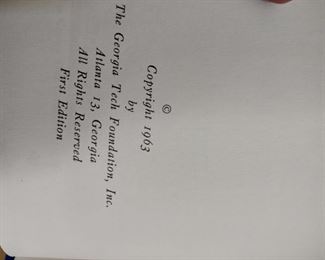 ©
Copyright 1963
by
The Georgia Tech Foundation, Inc.
Atlanta 13, Georgia
All Rights Reserved
First Edition